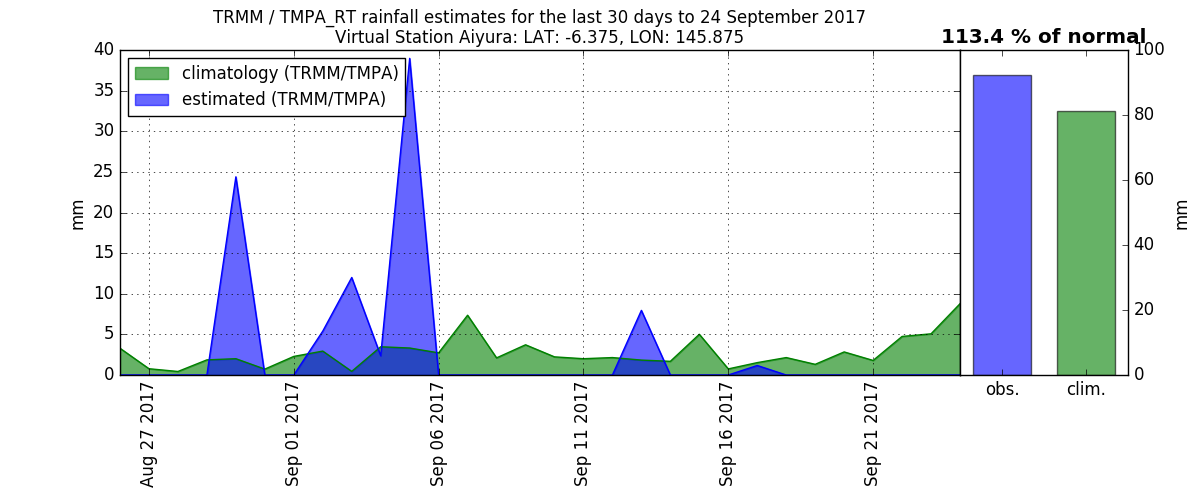 TRMM / TMPA_RT rainfall estimates for the last 30 days to 24 September 2017
Virtual Station Aiyura: LAT: -6.375, LON: 145.875
113.4 % of normal
climatology (TRMM/TMPA)
estimated (TRMM/TMPA)
40
35
30
25
20
15
10
5
0
mm
Aug 27 2017
Sep 01 2017
Sep 06 2017
Sep 11 2017
Sep 16 2017
Sep 21 2017
obs.
clim.
100
80
60
40
20
0
mm